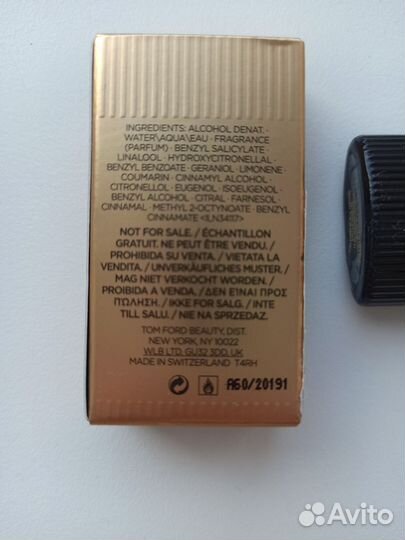 INGREDIENTS: ALCOHOL DENAT. ·
WATER\AQUA\EAU · FRAGRANCE
(PARFUM) · BENZYL SALICYLATE ·
LINALOOL · HYDROXYCITRONELLAL ·
BENZYL BENZOATE · GERANIOL · LIMONENE ·
COUMARIN · CINNAMYL ALCOHOL ·
CITRONELLOL · EUGENOL · ISOEUGENOL ·
BENZYL ALCOHOL · CITRAL · FARNESOL ·
CINNAMAL · METHYL 2-OCTYNOATE · BENZYL
CINNAMATE <ILN34117>
NOT FOR SALE. / ÉCHANTILLON
GRATUIT. NE PEUT ÊTRE VENDU. /
PROHIBIDA SU VENTA. / VIETATA LA
VENDITA. / UNVERKÄUFLICHES MUSTER. /
MAG NIET VERKOCHT WORDEN. /
PROIBIDA A VENDA. / ΔΕΝ ΕΙΝΑΙ ΠΡΟΣ
ΠΏΛΗΣΗ. / IKKE FOR SALG. / INTE
TILL SALU. / NIE NA SPRZEDAZ.
TOM FORD BEAUTY, DIST.
NEW YORK, NY 10022
WLB LTD, GU32 3DD, UK
MADE IN SWITZERLAND T4RH
A60/20191
Avito